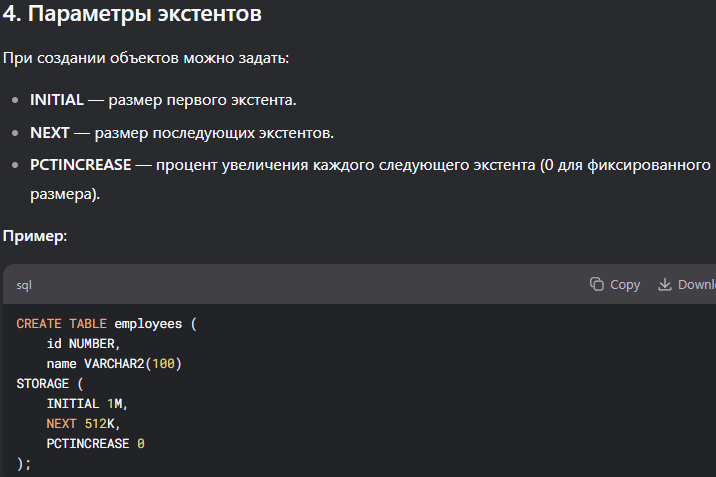 4. Параметры экстентов
При создании объектов можно задать:
INITIAL — размер первого экстента.
NEXT — размер последующих экстентов.
PCTINCREASE — процент увеличения каждого следующего экстента (0 для фиксированного
размера).
Пример:
sql Copy Downl
CREATE TABLE employees (
    id NUMBER,
    name VARCHAR2(100)
STORAGE (
    INITIAL 1M,
    NEXT 512K,
    PCTINCREASE 0
);